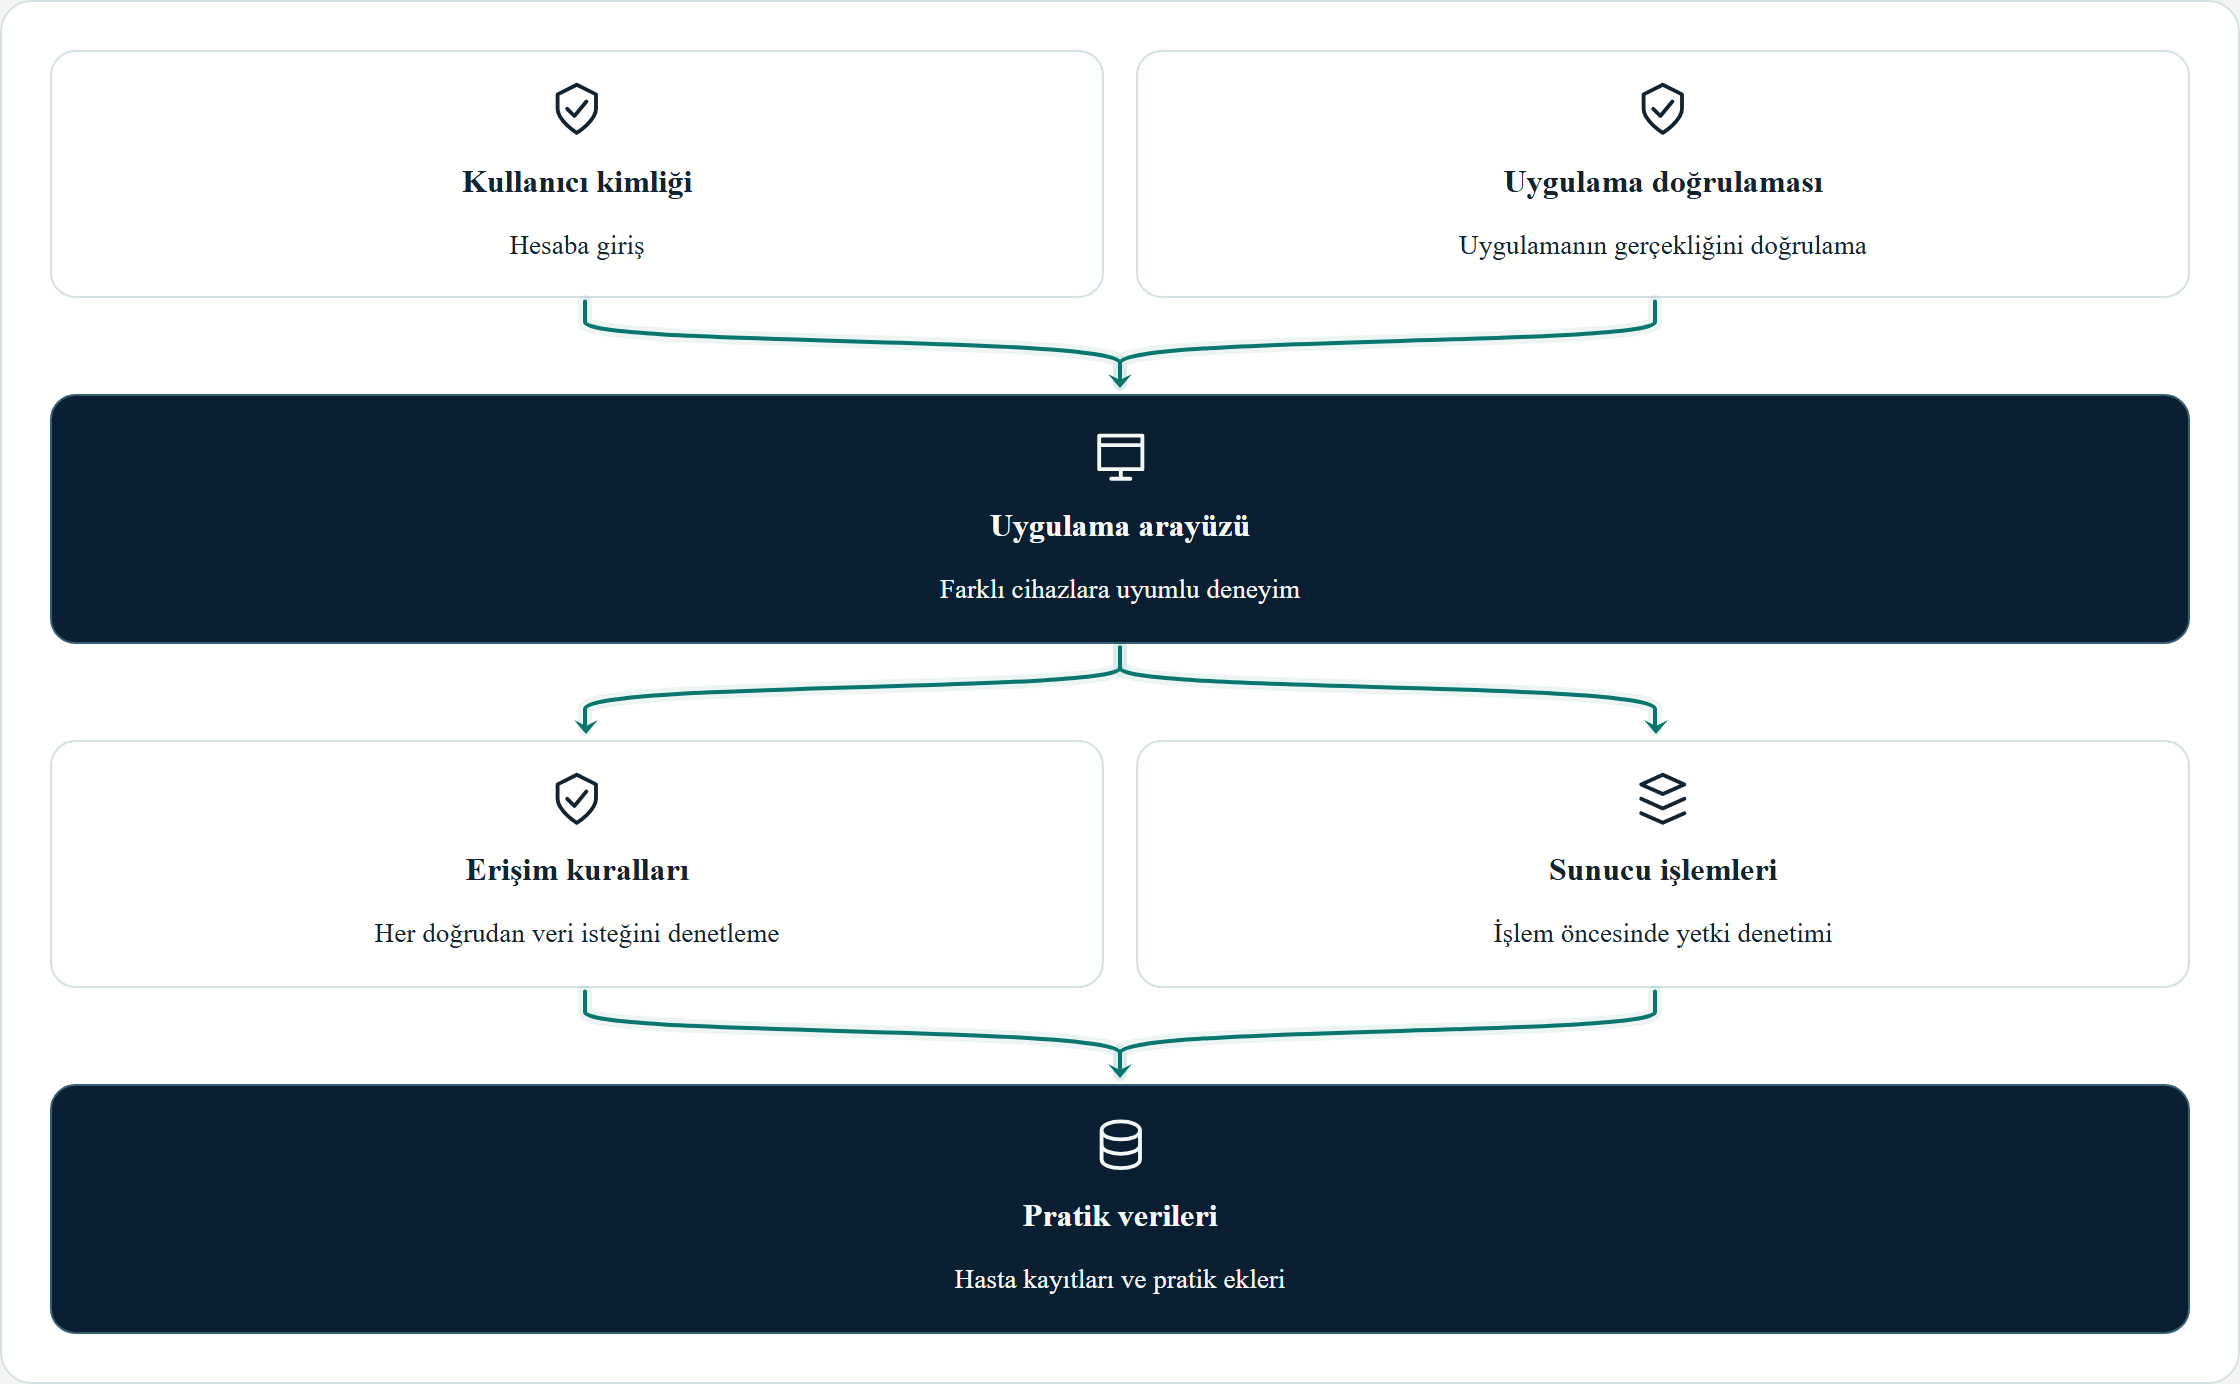 Kullanıcı kimliği
Hesaba giriş
Uygulama doğrulaması
Uygulamanın gerçekliğini doğrulama
Uygulama arayüzü
Farklı cihazlara uyumlu deneyim
Erişim kuralları
Her doğrudan veri isteğini denetleme
Sunucu işlemleri
İşlem öncesinde yetki denetimi
Pratik verileri
Hasta kayıtları ve pratik ekleri